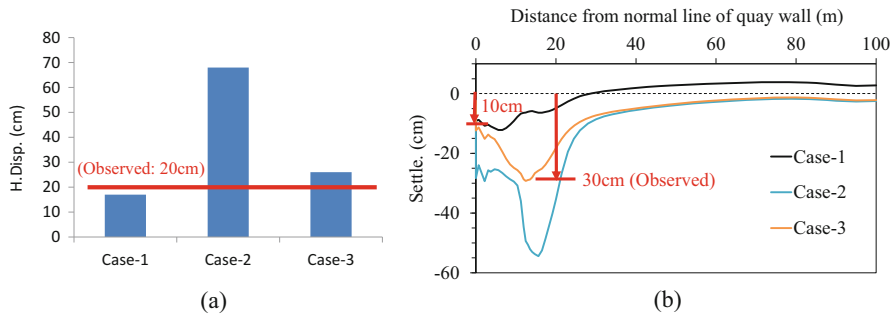 80
70
60
50
40
30
20
10
0
H.Disp. (cm)
(Observed: 20cm)
Case-1 Case-2 Case-3
(a)
Distance from normal line of quay wall (m)
0 20 40 60 80 100
0
-20
-40
-60
Settle. (cm)
10cm
30cm (Observed)
Case-1
Case-2
Case-3
(b)